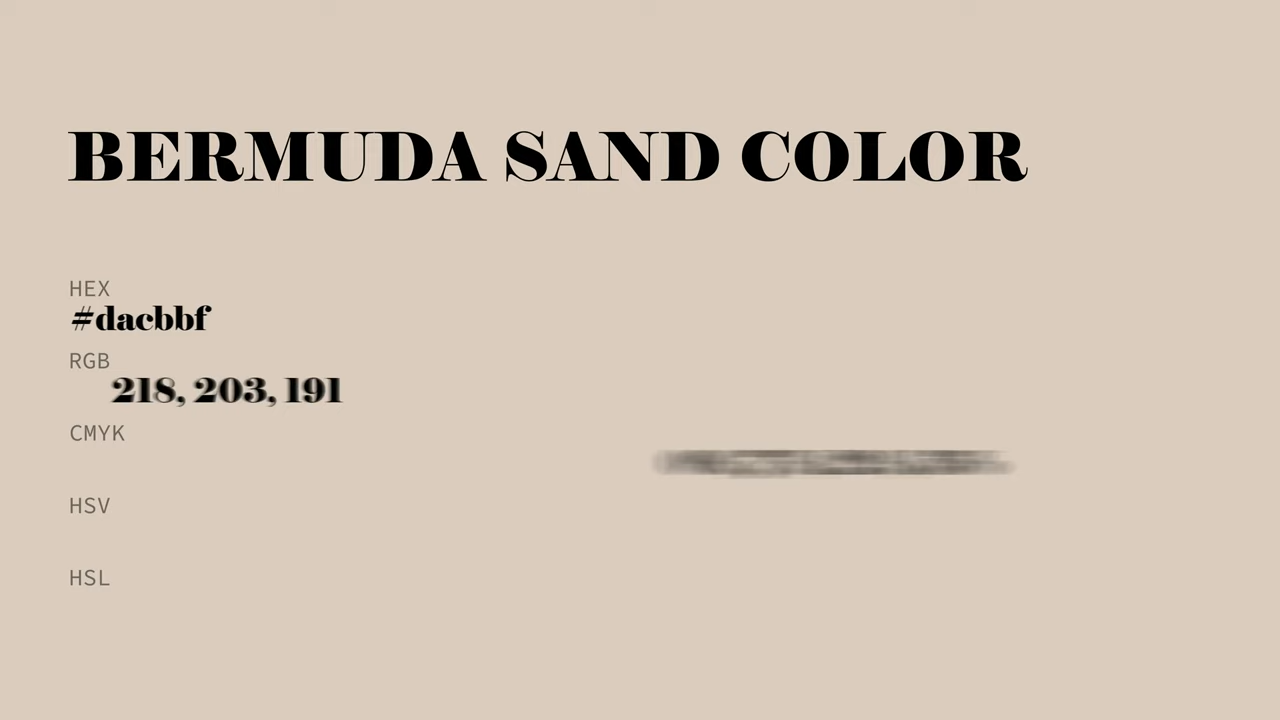 BERMUDA SAND COLOR
HEX
#dacbbf
RGB
218, 203, 191
CMYK
HSV
HSL